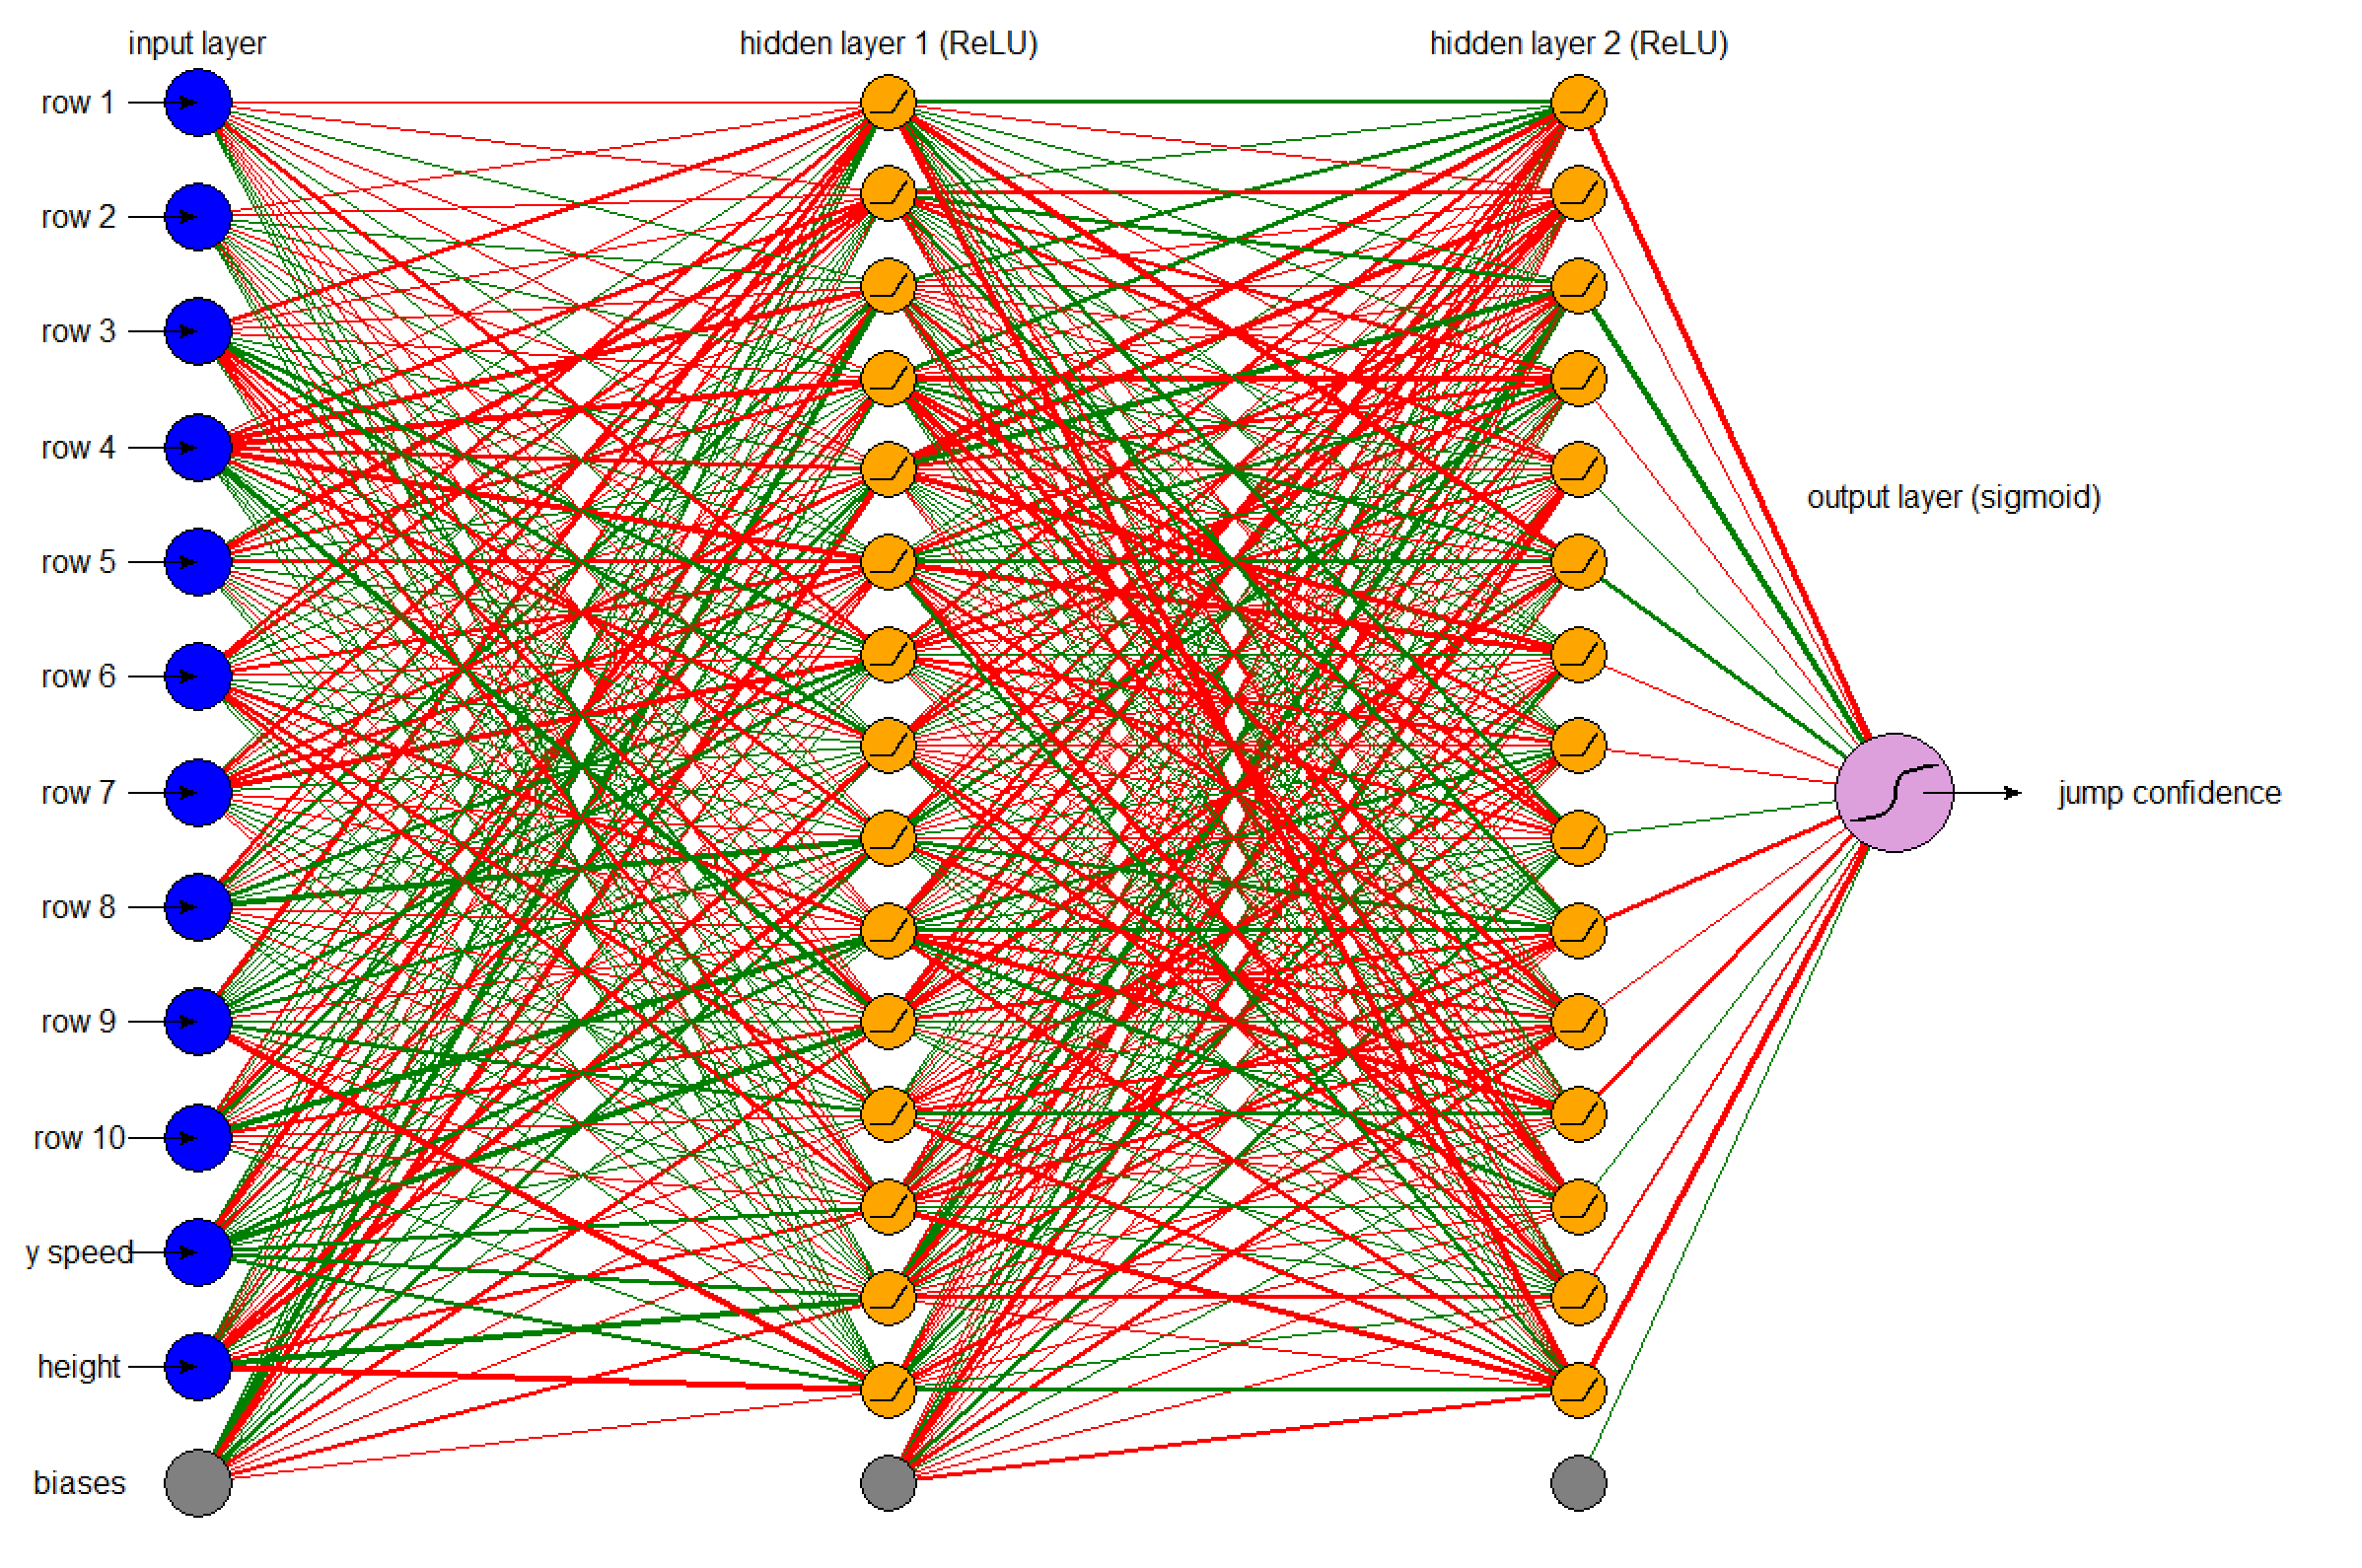 input layer
hidden layer 1 (ReLU)
hidden layer 2 (ReLU)
row 1
row 2
row 3
row 4
row 5
row 6
row 7
row 8
row 9
row 10
y speed
height
biases
output layer (sigmoid)
jump confidence